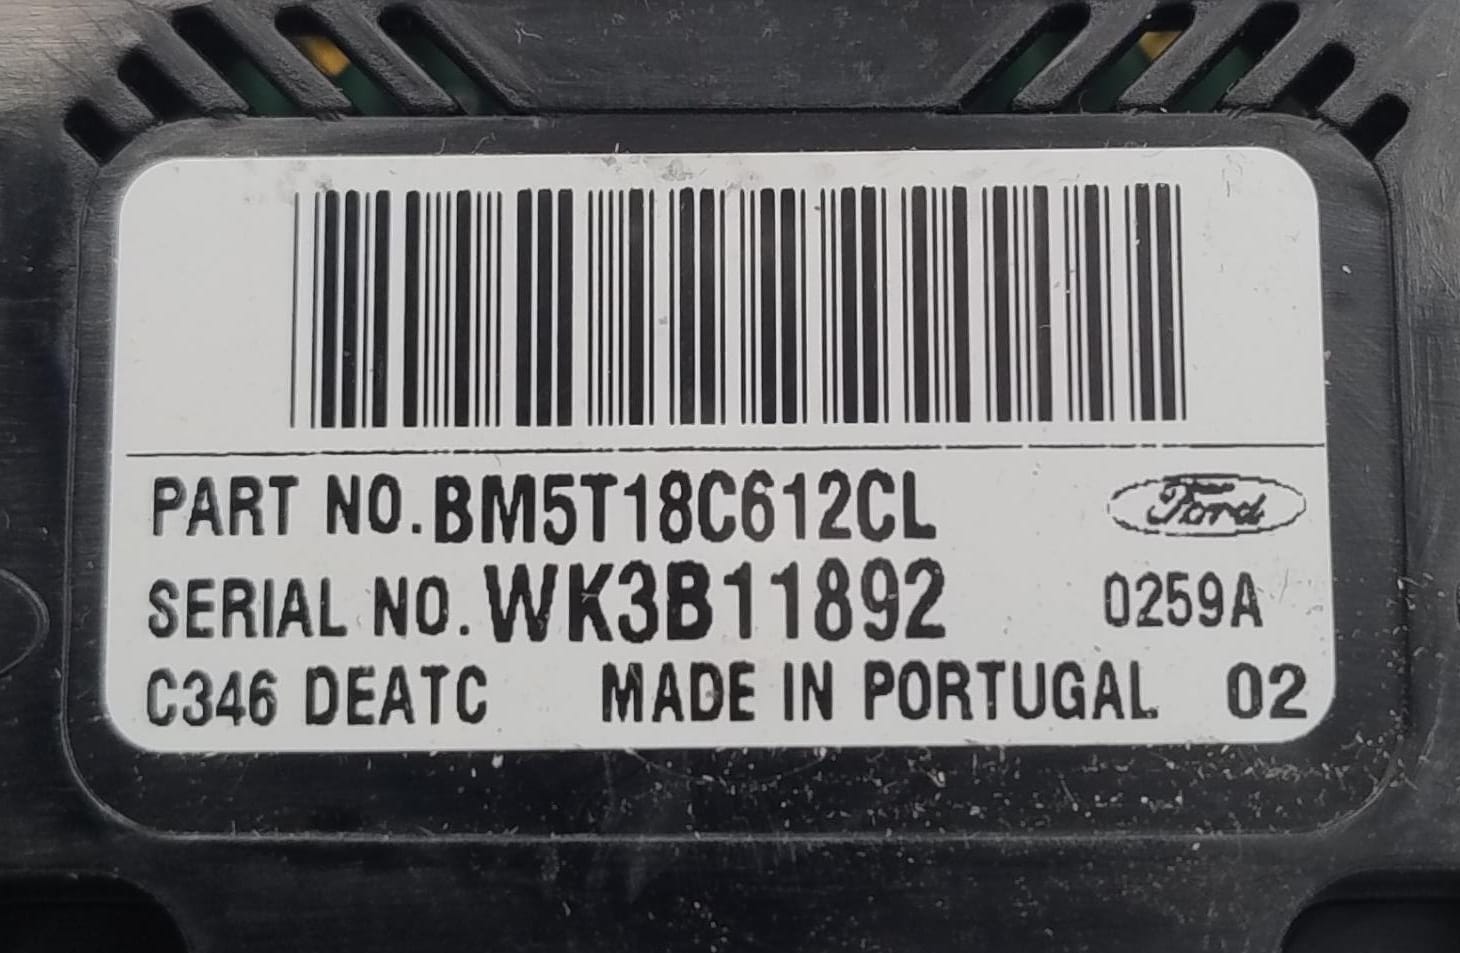 PART NO.BM5T18C612CL Ford
SERIAL NO.WK3B11892 0259A
C346 DEATC MADE IN PORTUGAL 02